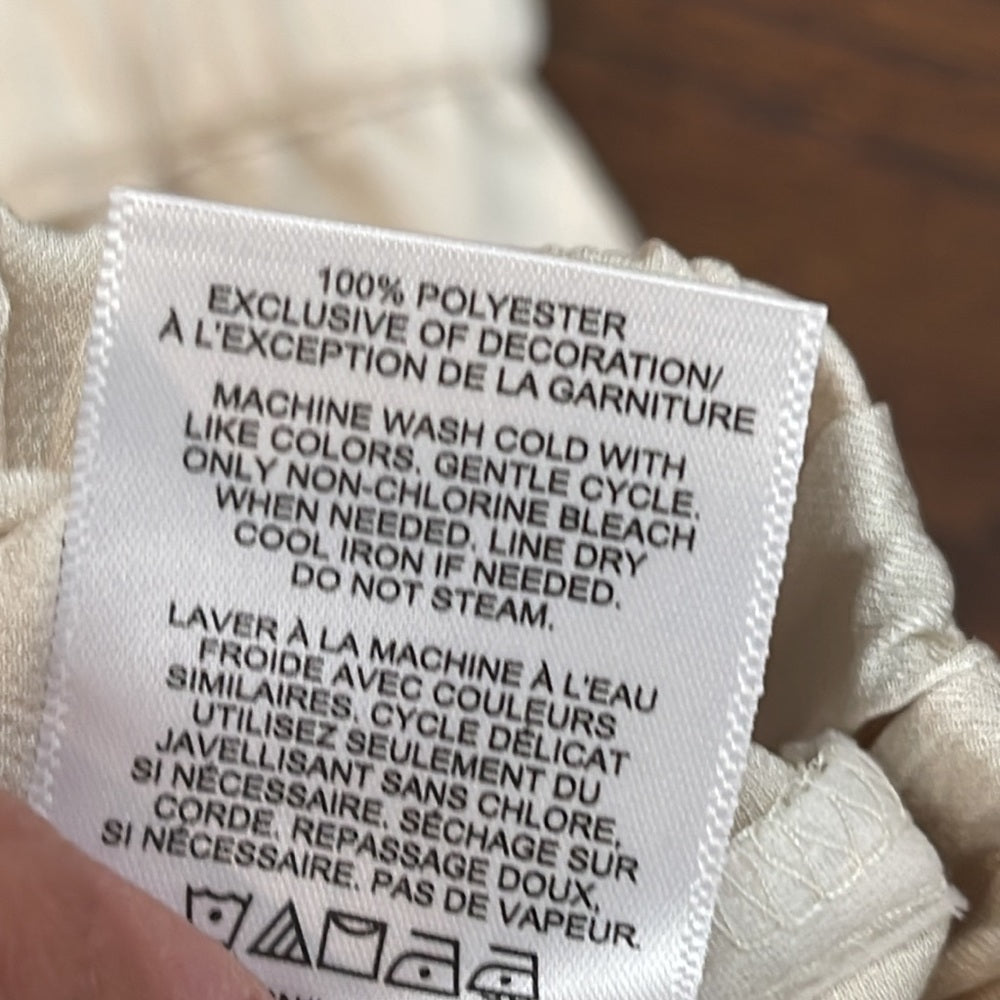 100% POLYESTER
EXCLUSIVE OF DECORATION/
À L'EXCEPTION DE LA GARNITURE
MACHINE WASH COLD WITH
LIKE COLORS. GENTLE CYCLE.
ONLY NON-CHLORINE BLEACH
WHEN NEEDED. LINE DRY
COOL IRON IF NEEDED.
DO NOT STEAM.
LAVER À LA MACHINE À L'EAU
FROIDE AVEC COULEURS
SIMILAIRES. CYCLE DÉLICAT
UTILISEZ SEULEMENT DU
JAVELLISANT SANS CHLORE,
SI NÉCESSAIRE. SÉCHAGE SUR
CORDE. REPASSAGE DOUX,
SI NÉCESSAIRE. PAS DE VAPEUR.